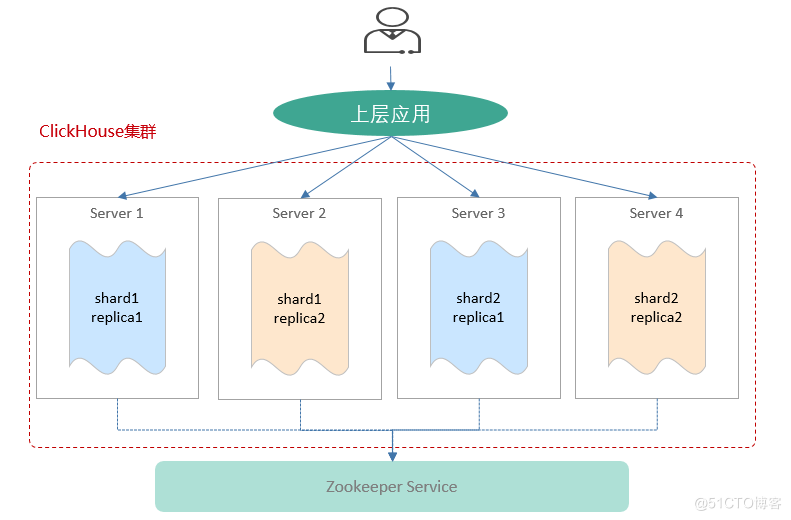 上层应用
ClickHouse集群
Server 1
Server 2
Server 3
Server 4
shard1
replica1
shard1
replica2
shard2
replica1
shard2
replica2
Zookeeper Service
@51CTO博客